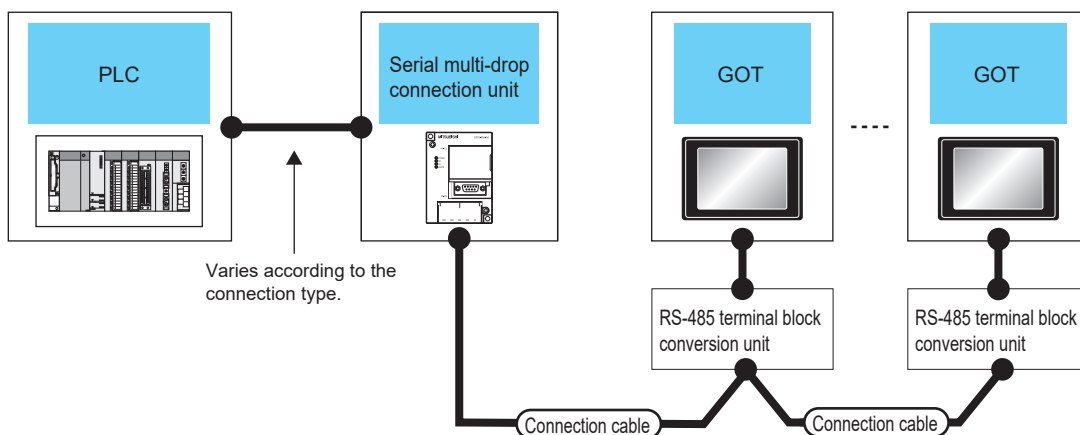 PLC
Serial multi-drop
connection unit
GOT
GOT
Varies according to the
connection type.
RS-485 terminal block
conversion unit
RS-485 terminal block
conversion unit
Connection cable
Connection cable